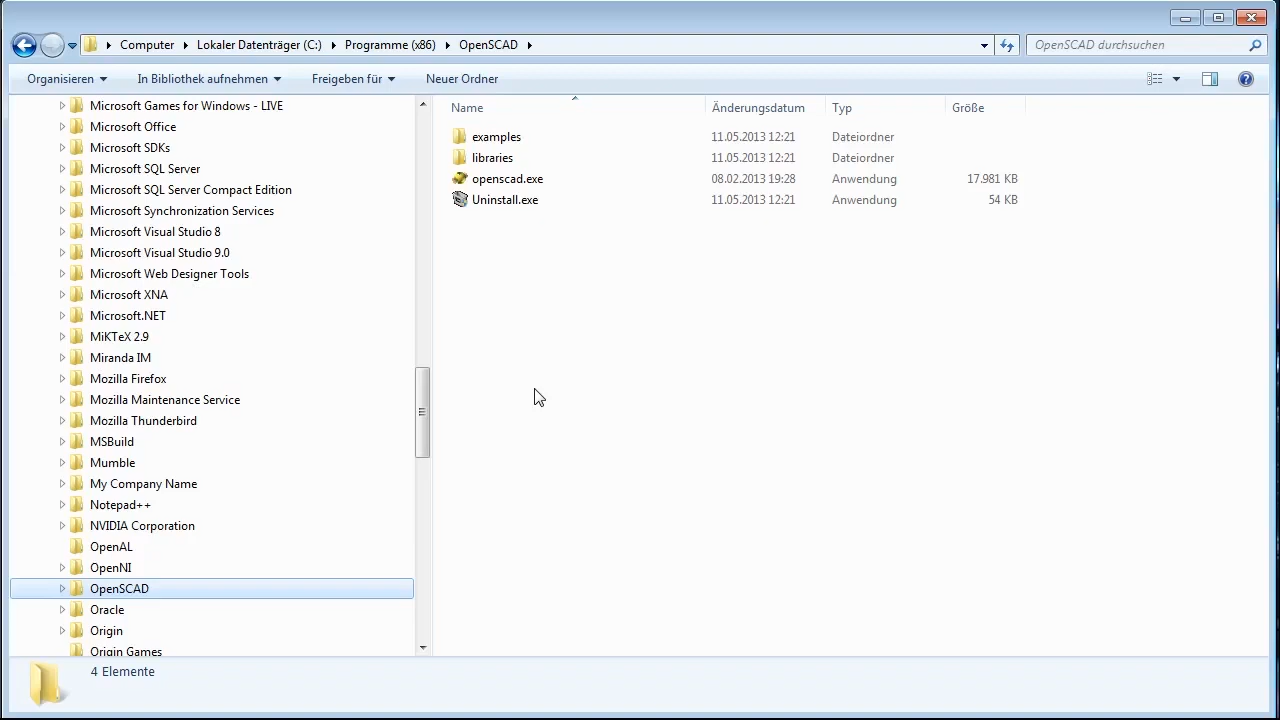 Computer Lokaler Datenträger (C:) Programme (x86) OpenSCAD OpenSCAD durchsuchen
Organisieren In Bibliothek aufnehmen Freigeben für Neuer Ordner
Microsoft Games for Windows - LIVE
Microsoft Office
Microsoft SDKs
Microsoft SQL Server
Microsoft SQL Server Compact Edition
Microsoft Synchronization Services
Microsoft Visual Studio 8
Microsoft Visual Studio 9.0
Microsoft Web Designer Tools
Microsoft XNA
Microsoft.NET
MiKTeX 2.9
Miranda IM
Mozilla Firefox
Mozilla Maintenance Service
Mozilla Thunderbird
MSBuild
Mumble
My Company Name
Notepad++
NVIDIA Corporation
OpenAL
OpenNI
OpenSCAD
Oracle
Origin
Origin Games
Name Änderungsdatum Typ Größe
examples 11.05.2013 12:21 Dateiordner
libraries 11.05.2013 12:21 Dateiordner
openscad.exe 08.02.2013 19:28 Anwendung 17.981 KB
Uninstall.exe 11.05.2013 12:21 Anwendung 54 KB
4 Elemente